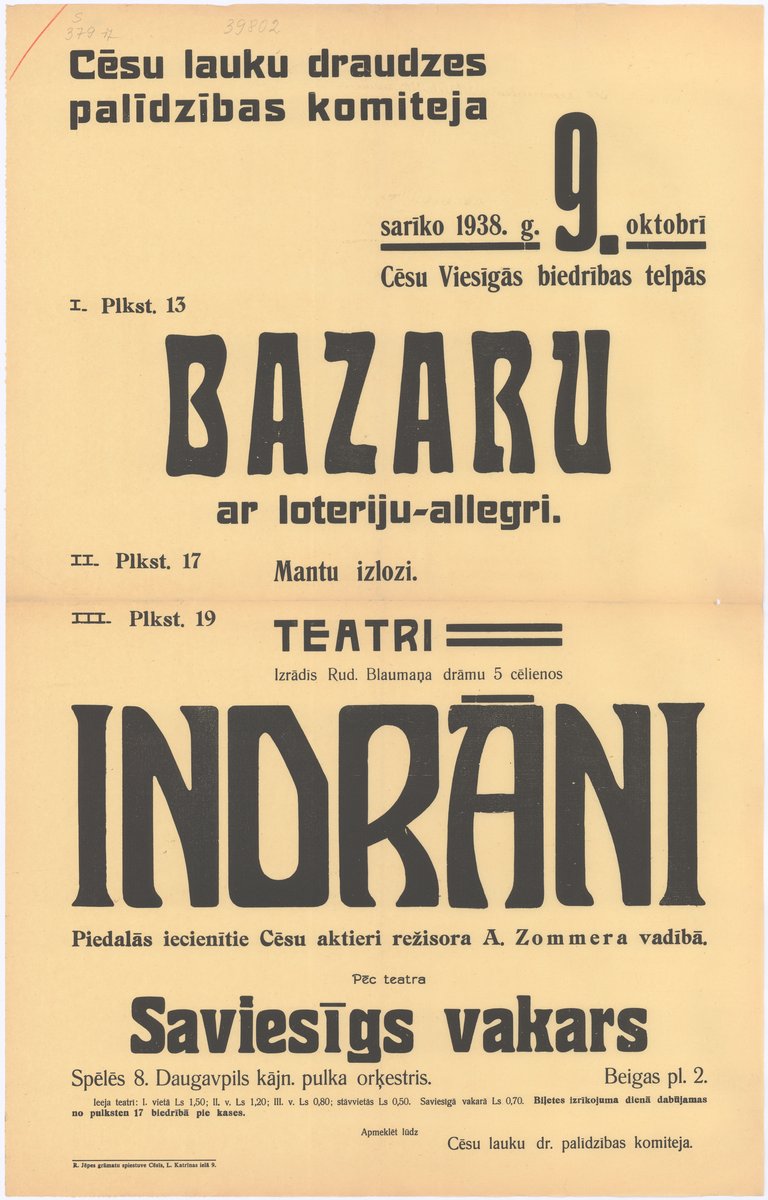 S
379 A
39802
Cēsu lauku draudzes
palīdzības komiteja
sarīko 1938. g. 9. oktobrī
Cēsu Viesīgās biedrības telpās
I. Plkst. 13
BAZARU
ar loteriju-allegri.
II. Plkst. 17 Mantu izlozi.
III. Plkst. 19 TEATRI
Izrādīs Rud. Blaumaņa drāmu 5 cēlienos
INDRĀNI
Piedalās iecienītie Cēsu aktieri režisora A. Zommera vadībā.
Pēc teatra
Saviesīgs vakars
Spēlēs 8. Daugavpils kājn. pulka orķestris. Beigas pl. 2.
Ieeja teatrī: I. vietā Ls 1,50; II. v. Ls 1,20; III. v. Ls 0,80; stāvvietās Ls 0,50. Saviesīgā vakarā Ls 0,70. Biļetes izrīkojuma dienā dabūjamas
no pulksten 17 biedrībā pie kases.
Apmeklēt lūdz
Cēsu lauku dr. palīdzības komiteja.
R. Jēpes grāmatu spiestuve Cēsīs, L. Katrīnas ielā 9.